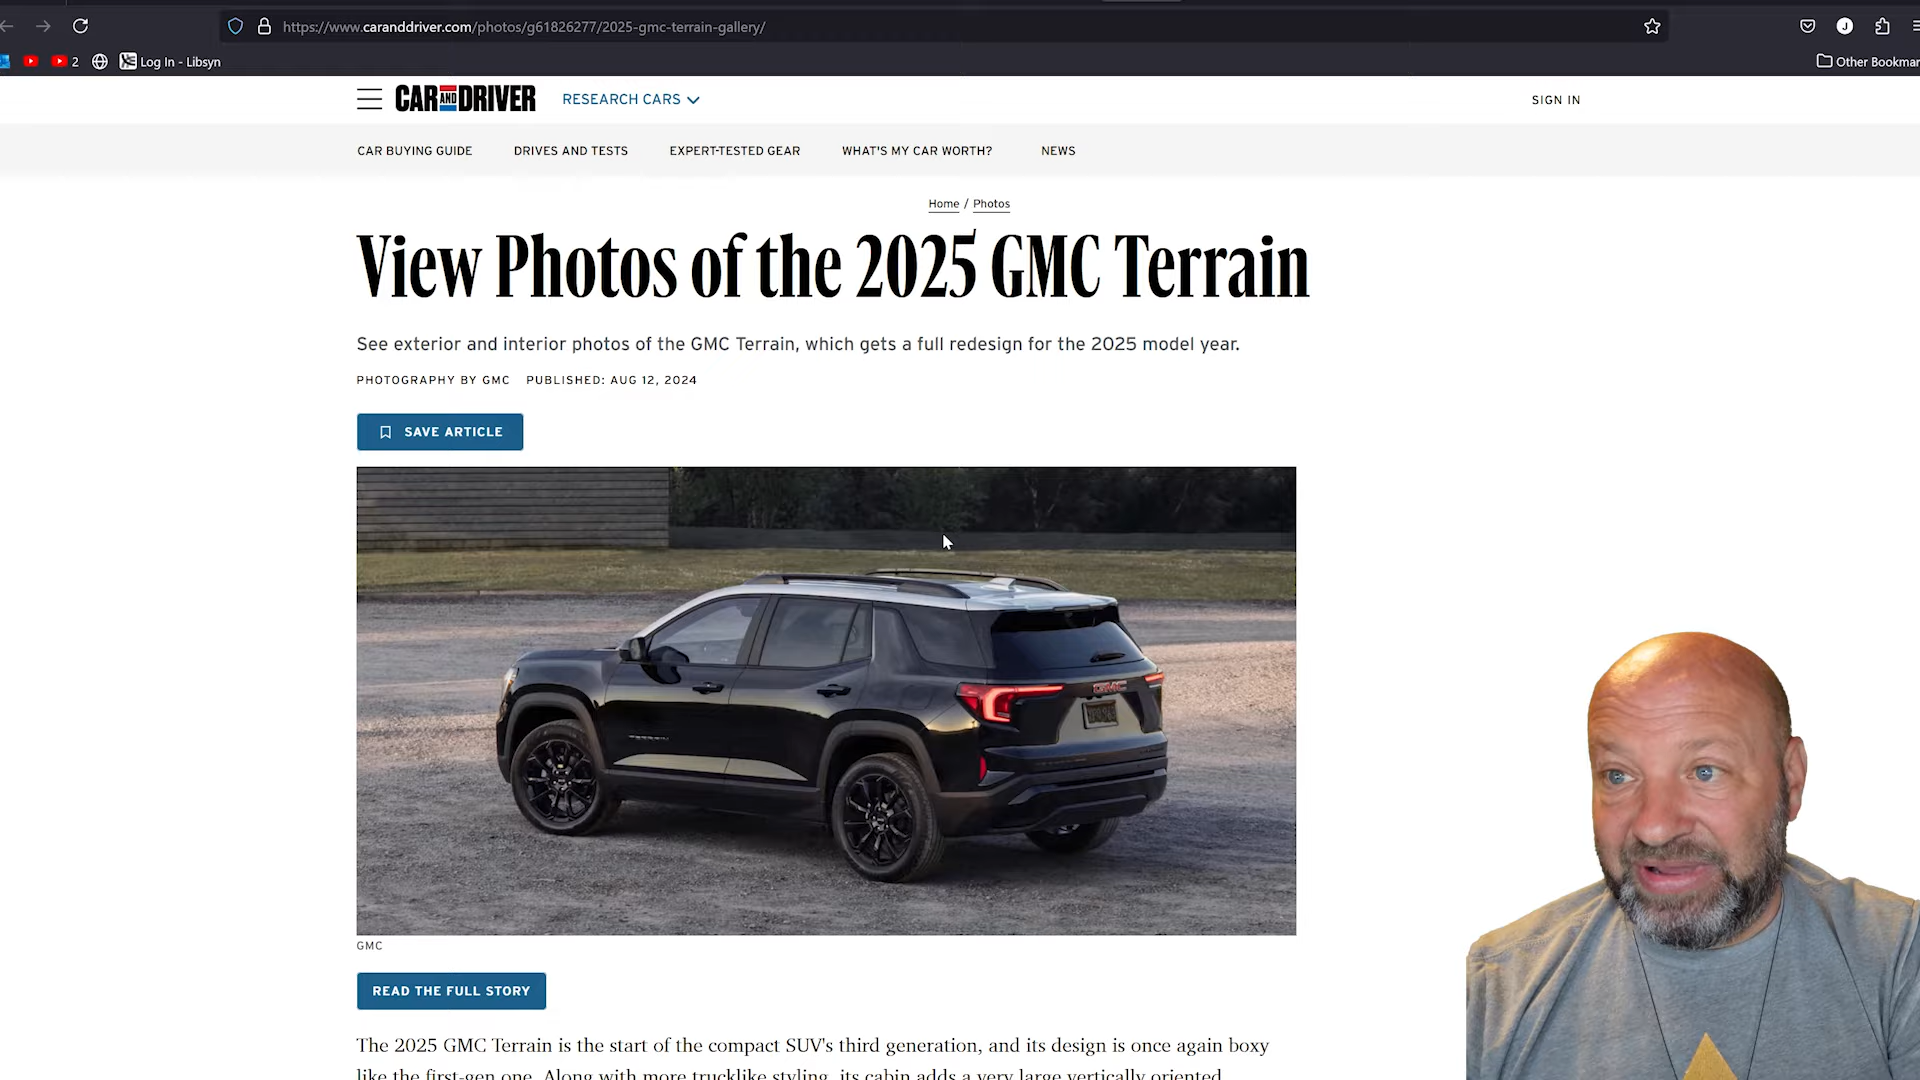 https://www.caranddriver.com/photos/g61826277/2025-gmc-terrain-gallery/
J
2
Log In - Libsyn
Other Bookmar
CAR AND DRIVER
RESEARCH CARS
SIGN IN
CAR BUYING GUIDE
DRIVES AND TESTS
EXPERT-TESTED GEAR
WHAT'S MY CAR WORTH?
NEWS
Home / Photos
View Photos of the 2025 GMC Terrain
See exterior and interior photos of the GMC Terrain, which gets a full redesign for the 2025 model year.
PHOTOGRAPHY BY GMC PUBLISHED: AUG 12, 2024
SAVE ARTICLE
GMC
TERRAIN
GMC
READ THE FULL STORY
The 2025 GMC Terrain is the start of the compact SUV's third generation, and its design is once again boxy
like the first-gen one. Along with more trucklike styling, its cabin adds a very large vertically oriented